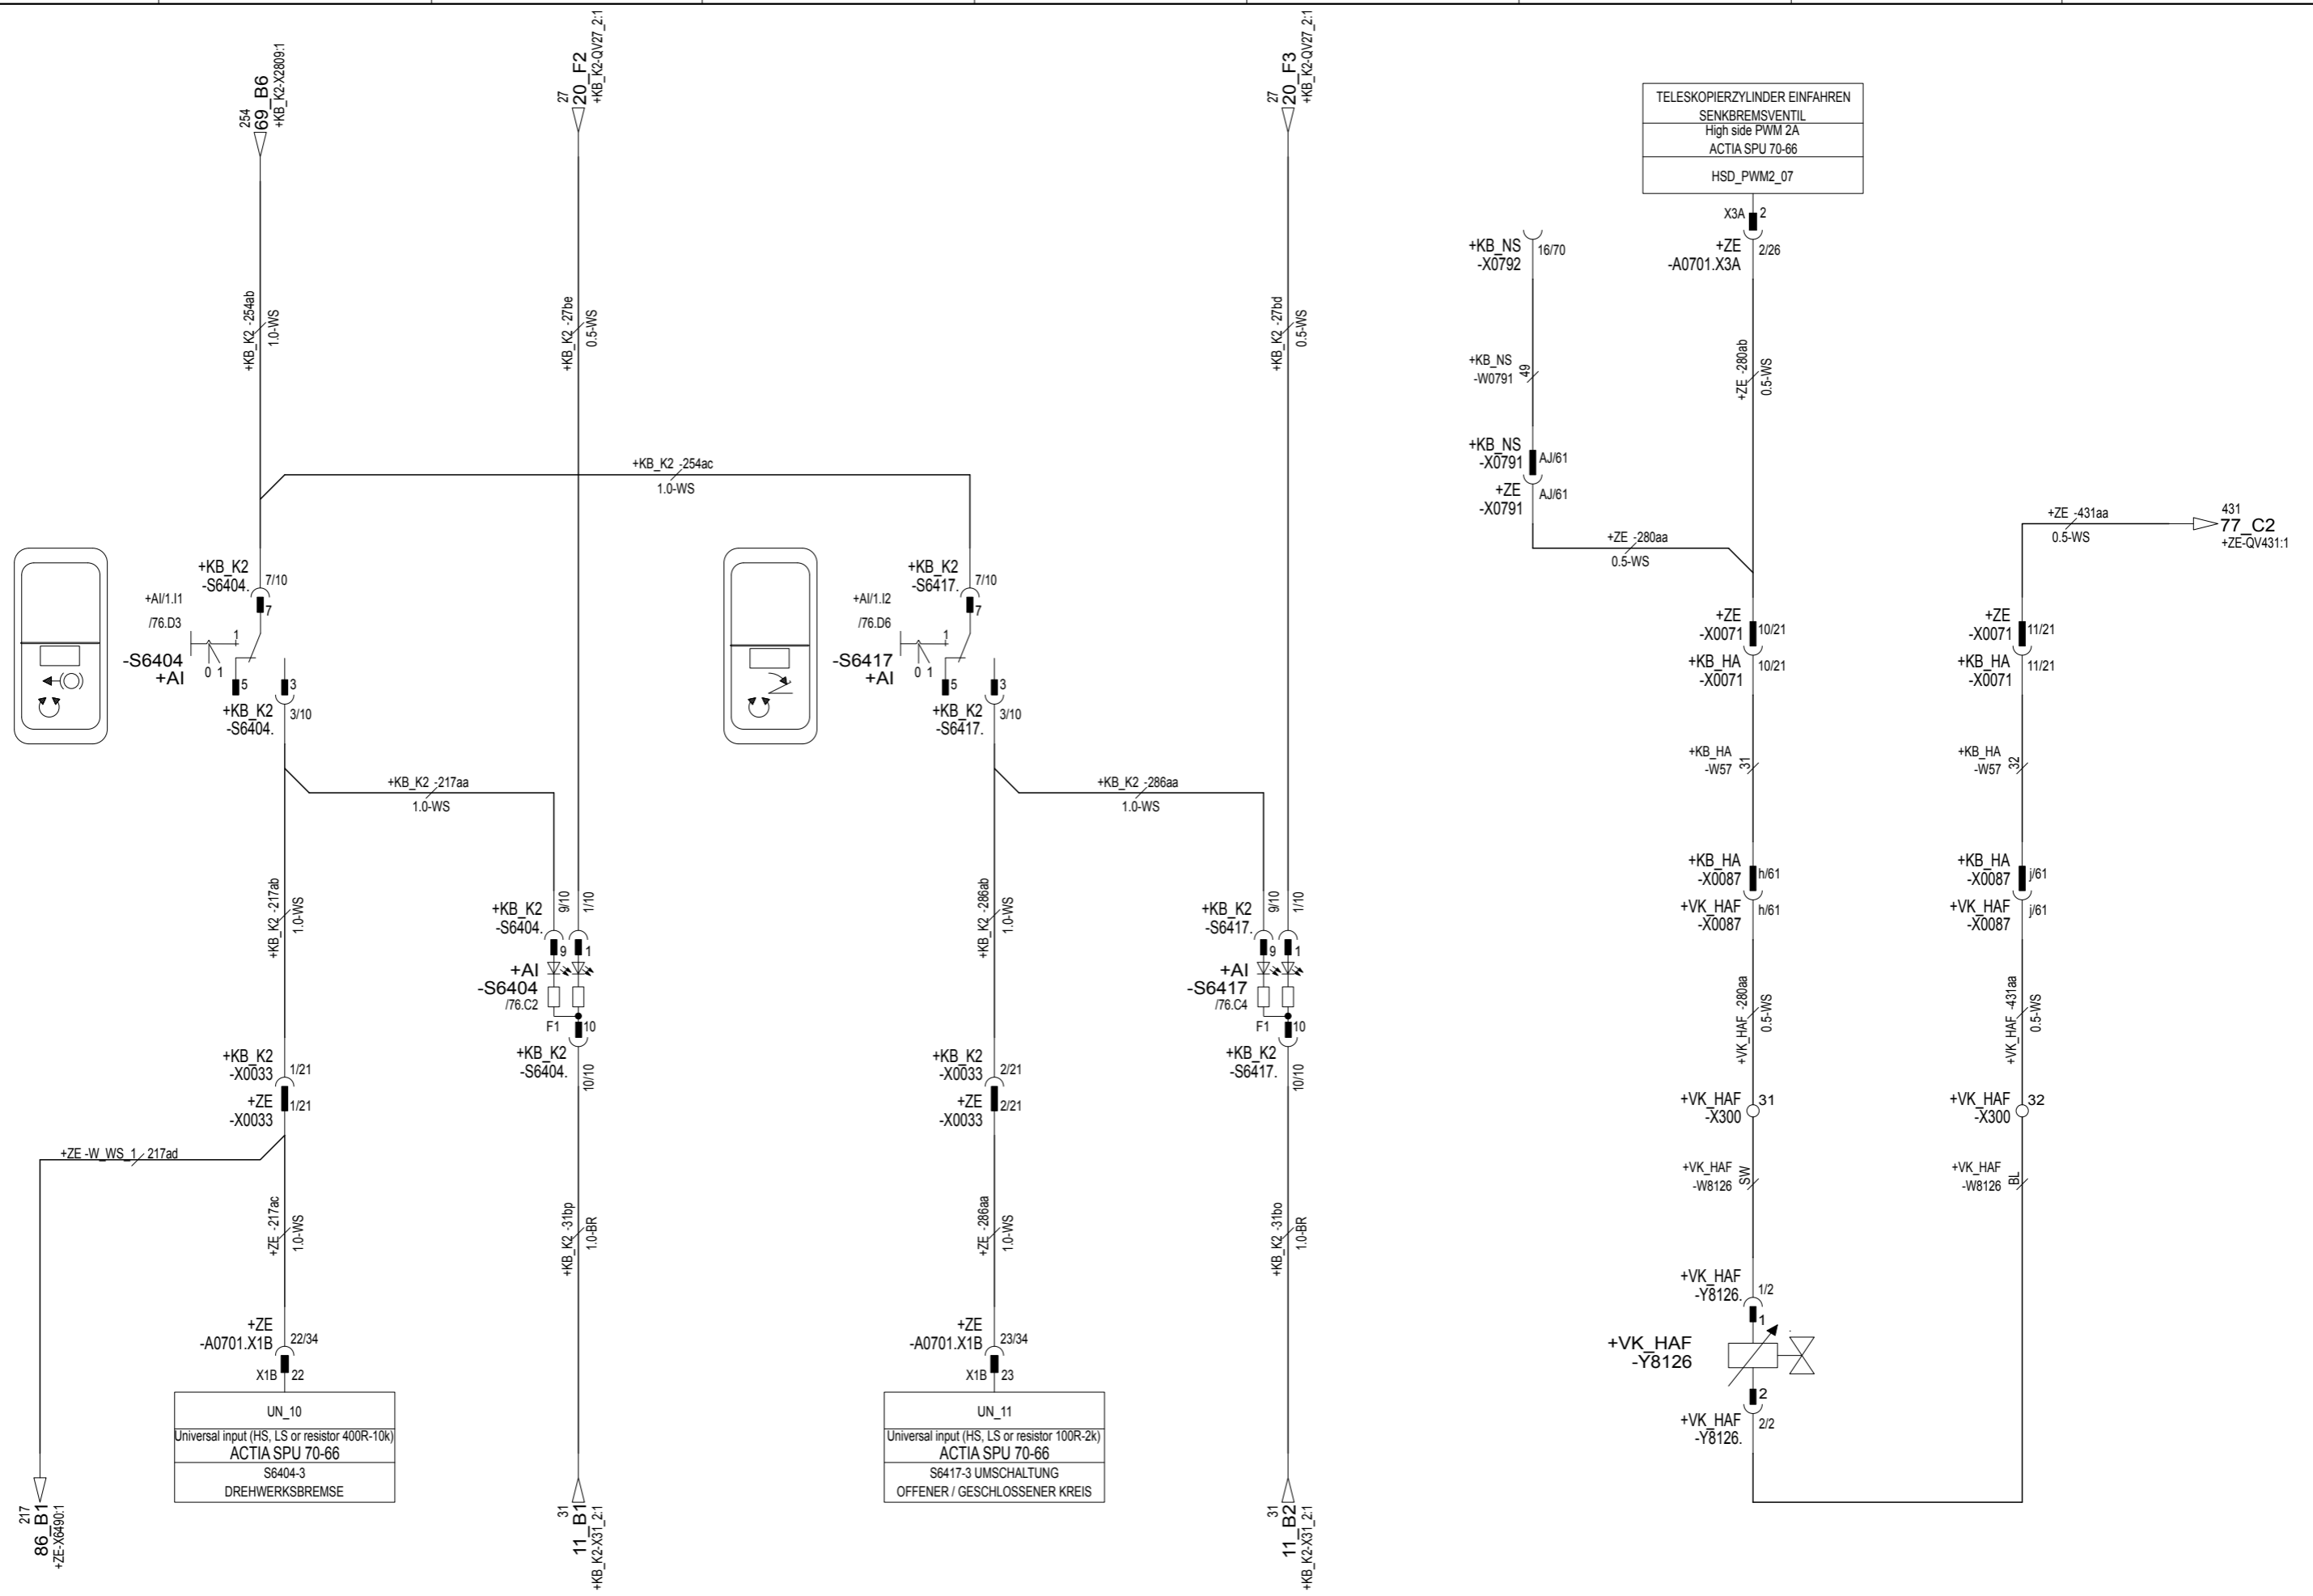 254
69_B6
+KB_K2-X2809:1
27
20_F2
+KB_K2-QV27_2:1
27
20_F3
+KB_K2-QV27_2:1
+KB_K2 -254ab
1.0-WS
+KB_K2 -27be
0.5-WS
+KB_K2 -27bd
0.5-WS
+KB_K2 -254ac
1.0-WS
+KB_K2
-S6404.
7/10
7
+AI/1.I1
/76.D3
1
-S6404
+AI
0 1
5
3
+KB_K2
-S6404.
3/10
+KB_K2 -217aa
1.0-WS
+KB_K2 -217ab
1.0-WS
+KB_K2
-S6404.
9/10
1/10
9
1
+AI
-S6404
/76.C2
F1
10
+KB_K2
-S6404.
10/10
+KB_K2
-X0033
1/21
+ZE
-X0033
1/21
+ZE -W_WS_1
217ad
+ZE -217ac
1.0-WS
+KB_K2 -31bp
1.0-BR
+ZE
-A0701.X1B
22/34
X1B
22
UN_10
Universal input (HS, LS or resistor 400R-10k)
ACTIA SPU 70-66
S6404-3
DREHWERKSBREMSE
217
86_B1
+ZE-X6490:1
31
11_B1
+KB_K2-X31_2:1
+KB_K2
-S6417.
7/10
7
+AI/1.I2
/76.D6
1
-S6417
+AI
0 1
5
3
+KB_K2
-S6417.
3/10
+KB_K2 -286aa
1.0-WS
+KB_K2 -286ab
1.0-WS
+KB_K2
-S6417.
9/10
1/10
9
1
+AI
-S6417
/76.C4
F1
10
+KB_K2
-S6417.
10/10
+KB_K2
-X0033
2/21
+ZE
-X0033
2/21
+ZE -286aa
1.0-WS
+KB_K2 -31bo
1.0-BR
+ZE
-A0701.X1B
23/34
X1B
23
UN_11
Universal input (HS, LS or resistor 100R-2k)
ACTIA SPU 70-66
S6417-3 UMSCHALTUNG
OFFENER / GESCHLOSSENER KREIS
31
11_B2
+KB_K2-X31_2:1
TELESKOPIERZYLINDER EINFAHREN
SENKBREMSVENTIL
High side PWM 2A
ACTIA SPU 70-66
HSD_PWM2_07
X3A
2
+ZE
-A0701.X3A
2/26
+KB_NS
-X0792
16/70
+KB_NS
-W0791
49
+ZE -280ab
0.5-WS
+KB_NS
-X0791
AJ/61
+ZE
-X0791
AJ/61
+ZE -280aa
0.5-WS
+ZE -431aa
0.5-WS
431
77_C2
+ZE-QV431:1
+ZE
-X0071
10/21
+KB_HA
-X0071
10/21
+ZE
-X0071
11/21
+KB_HA
-X0071
11/21
+KB_HA
-W57
31
+KB_HA
-W57
32
+KB_HA
-X0087
h/61
+VK_HAF
-X0087
h/61
+KB_HA
-X0087
j/61
+VK_HAF
-X0087
j/61
+VK_HAF -280aa
0.5-WS
+VK_HAF -431aa
0.5-WS
+VK_HAF
-X300
31
+VK_HAF
-X300
32
+VK_HAF
-W8126
SW
+VK_HAF
-W8126
BL
+VK_HAF
-Y8126.
1/2
1
+VK_HAF
-Y8126
2
+VK_HAF
-Y8126.
2/2